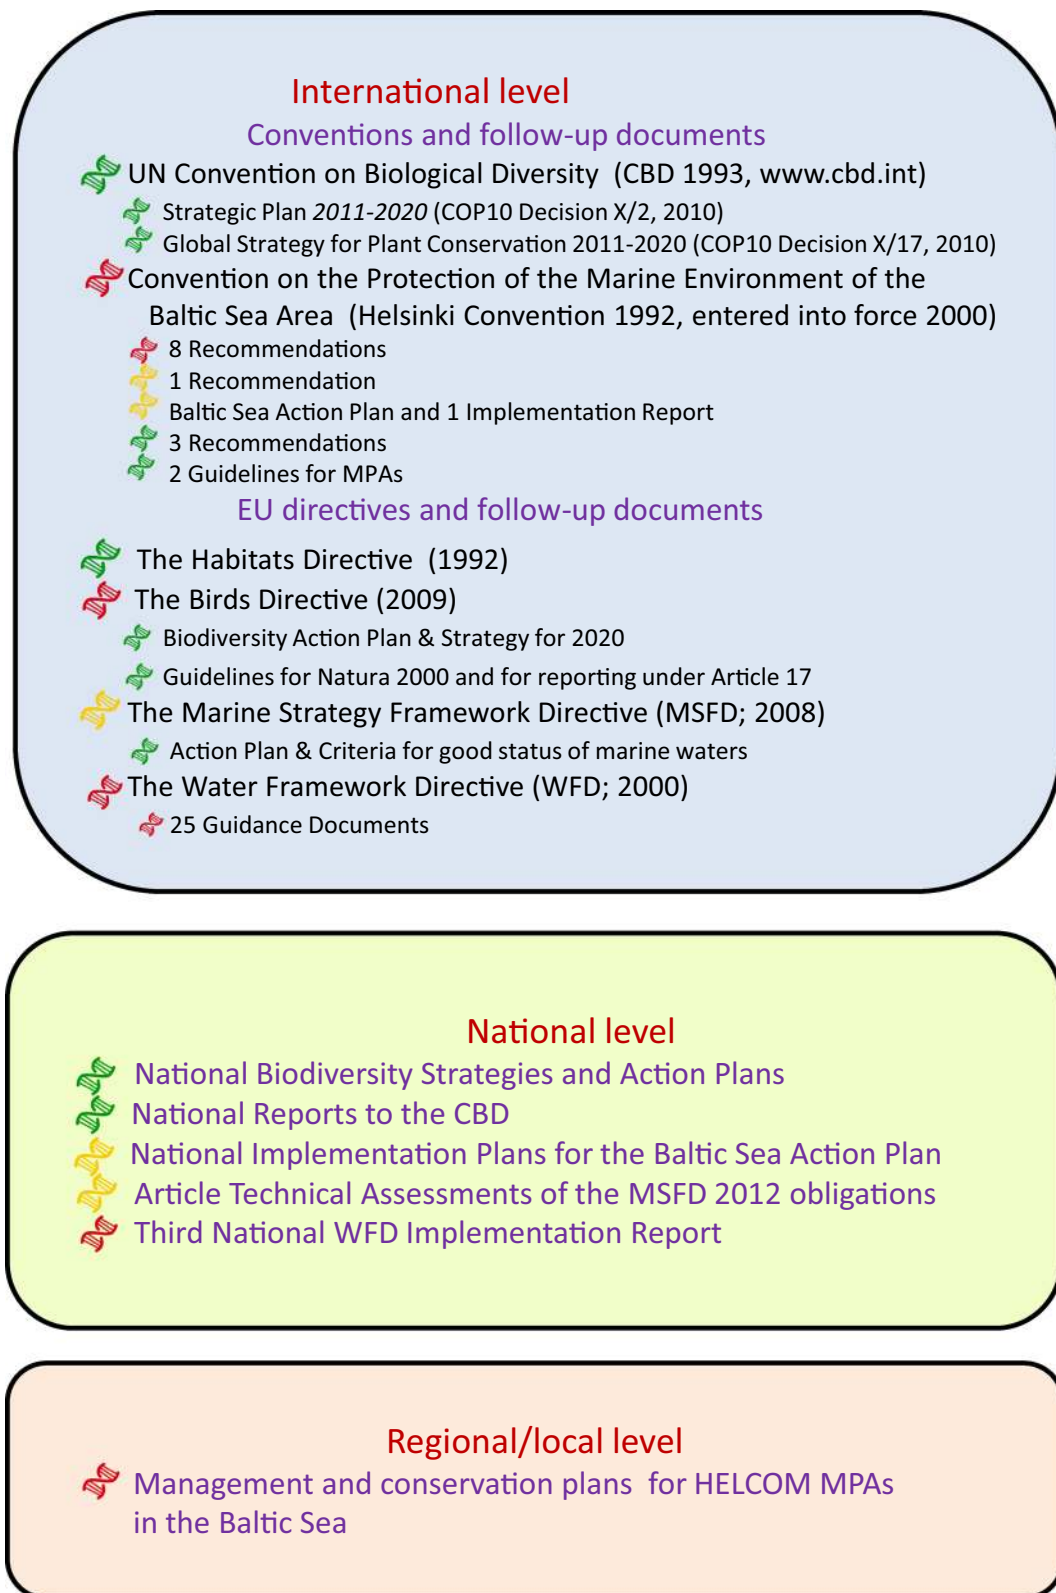 International level
Conventions and follow-up documents
UN Convention on Biological Diversity (CBD 1993, www.cbd.int)
Strategic Plan 2011-2020 (COP10 Decision X/2, 2010)
Global Strategy for Plant Conservation 2011-2020 (COP10 Decision X/17, 2010)
Convention on the Protection of the Marine Environment of the
Baltic Sea Area (Helsinki Convention 1992, entered into force 2000)
8 Recommendations
1 Recommendation
Baltic Sea Action Plan and 1 Implementation Report
3 Recommendations
2 Guidelines for MPAs
EU directives and follow-up documents
The Habitats Directive (1992)
The Birds Directive (2009)
Biodiversity Action Plan & Strategy for 2020
Guidelines for Natura 2000 and for reporting under Article 17
The Marine Strategy Framework Directive (MSFD; 2008)
Action Plan & Criteria for good status of marine waters
The Water Framework Directive (WFD; 2000)
25 Guidance Documents
National level
National Biodiversity Strategies and Action Plans
National Reports to the CBD
National Implementation Plans for the Baltic Sea Action Plan
Article Technical Assessments of the MSFD 2012 obligations
Third National WFD Implementation Report
Regional/local level
Management and conservation plans for HELCOM MPAs
in the Baltic Sea